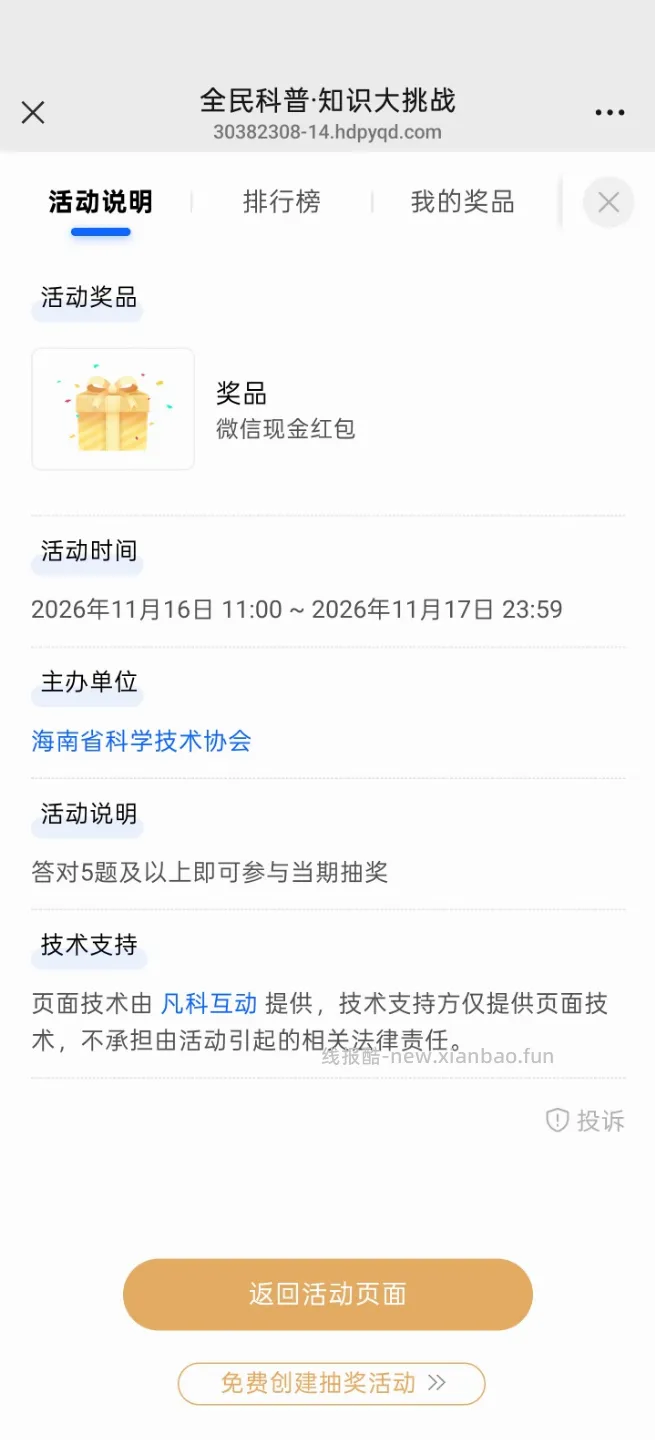 全民科普·知识大挑战
30382308-14.hdpyqd.com
活动说明
排行榜
我的奖品
活动奖品
奖品
微信现金红包
活动时间
2026年11月16日 11:00 ~ 2026年11月17日 23:59
主办单位
海南省科学技术协会
活动说明
答对5题及以上即可参与当期抽奖
技术支持
页面技术由 凡科互动 提供，技术支持方仅提供页面技
术，不承担由活动引起的相关法律责任。
线报酷-new.xianbao.fun
投诉
返回活动页面
免费创建抽奖活动 >>